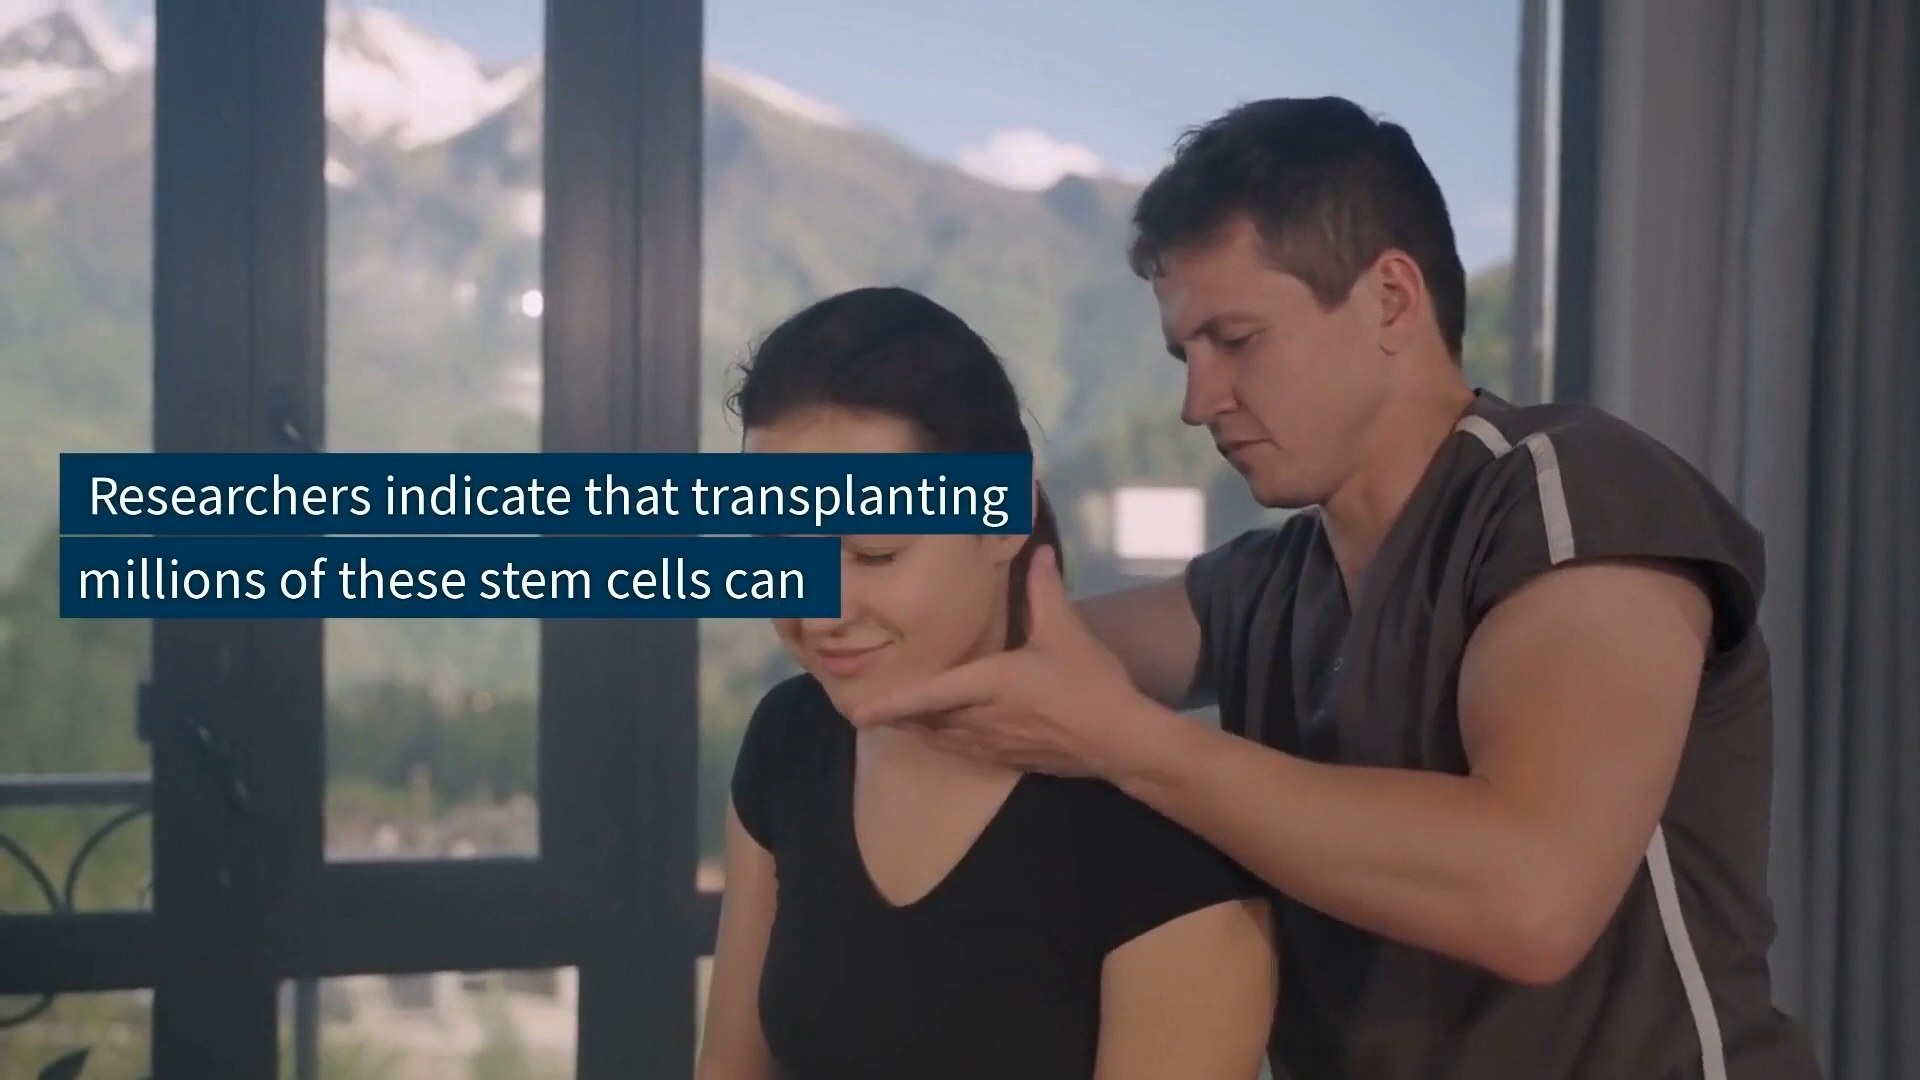 Researchers indicate that transplanting
millions of these stem cells can